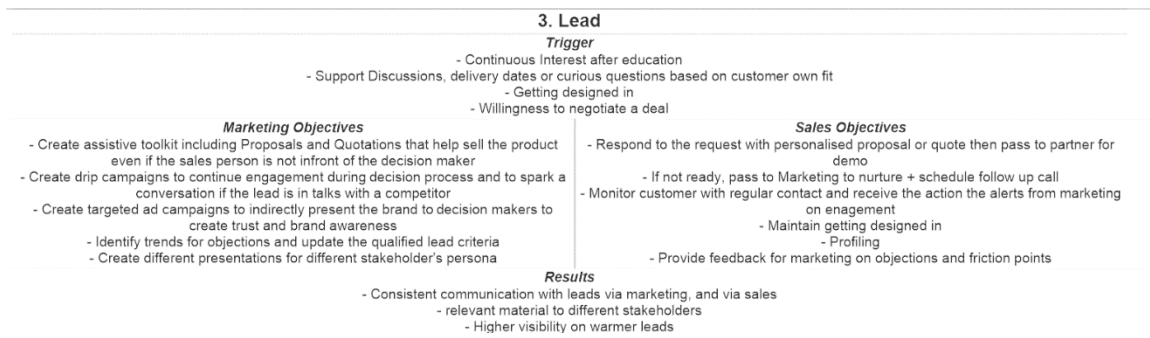 3. Lead
Trigger
- Continuous Interest after education
- Support Discussions, delivery dates or curious questions based on customer own fit
- Getting designed in
- Willingness to negotiate a deal
Marketing Objectives
- Create assistive toolkit including Proposals and Quotations that help sell the product
even if the sales person is not infront of the decision maker
- Create drip campaigns to continue engagement during decision process and to spark a
conversation if the lead is in talks with a competitor
- Create targeted ad campaigns to indirectly present the brand to decision makers to
create trust and brand awareness
- Identify trends for objections and update the qualified lead criteria
- Create different presentations for different stakeholder's persona
Sales Objectives
- Respond to the request with personalised proposal or quote then pass to partner for
demo
- If not ready, pass to Marketing to nurture + schedule follow up call
- Monitor customer with regular contact and receive the action the alerts from marketing
on enagement
- Maintain getting designed in
- Profiling
- Provide feedback for marketing on objections and friction points
Results
- Consistent communication with leads via marketing, and via sales
- relevant material to different stakeholders
- Higher visibility on warmer leads